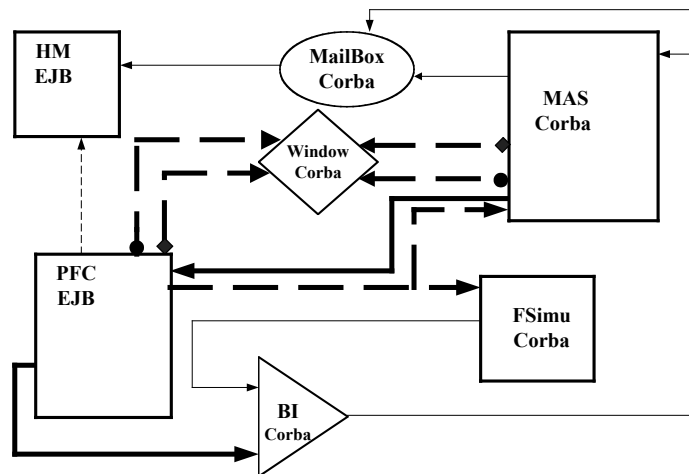 HM
EJB
MailBox
Corba
MAS
Corba
Window
Corba
PFC
EJB
FSimu
Corba
BI
Corba